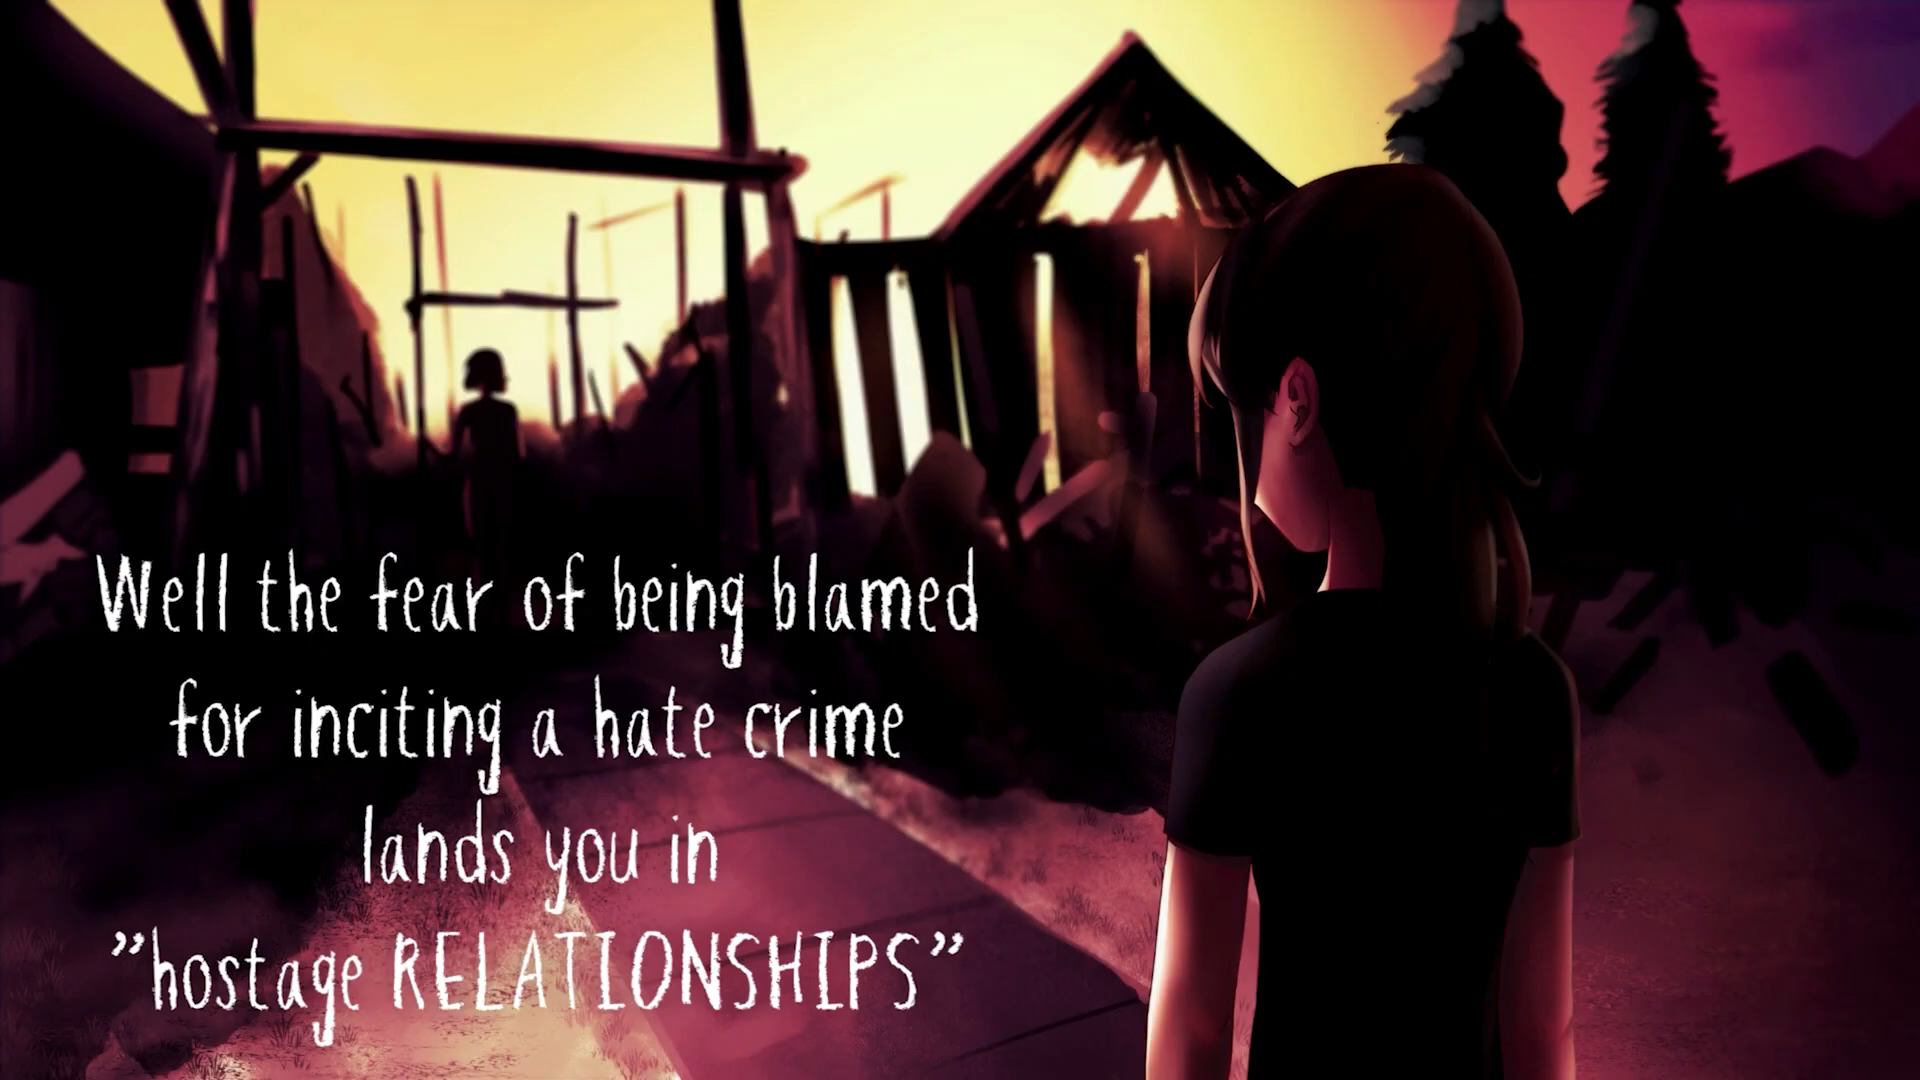 Well the fear of being blamed
for inciting a hate crime
lands you in
"hostage RELATIONSHIPS"